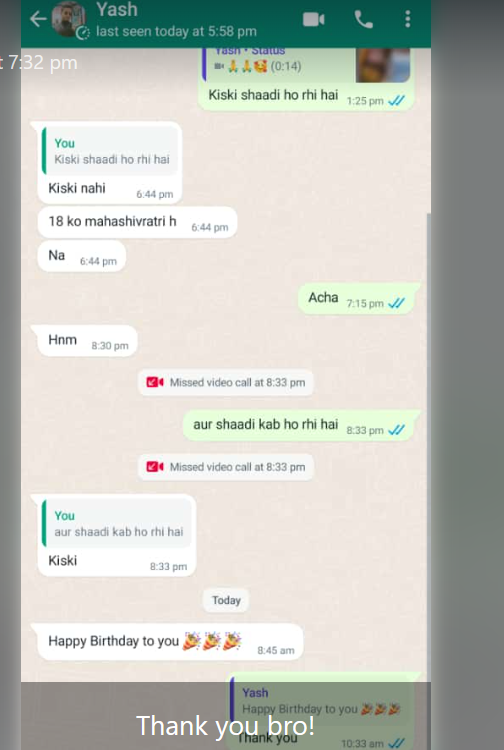 Yash
last seen today at 5:58 pm
t 7:32 pm
Yash • Status
🙏🙏🥰 (0:14)
Kiski shaadi ho rhi hai 1:25 pm
You
Kiski shaadi ho rhi hai
Kiski nahi 6:44 pm
18 ko mahashivratri h 6:44 pm
Na 6:44 pm
Acha 7:15 pm
Hnm 8:30 pm
Missed video call at 8:33 pm
aur shaadi kab ho rhi hai 8:33 pm
Missed video call at 8:33 pm
You
aur shaadi kab ho rhi hai
Kiski 8:33 pm
Today
Happy Birthday to you 🎉🎉🎉 8:45 am
Yash
Happy Birthday to you 🎉🎉🎉
Thank you bro!
Thank you 10:33 am